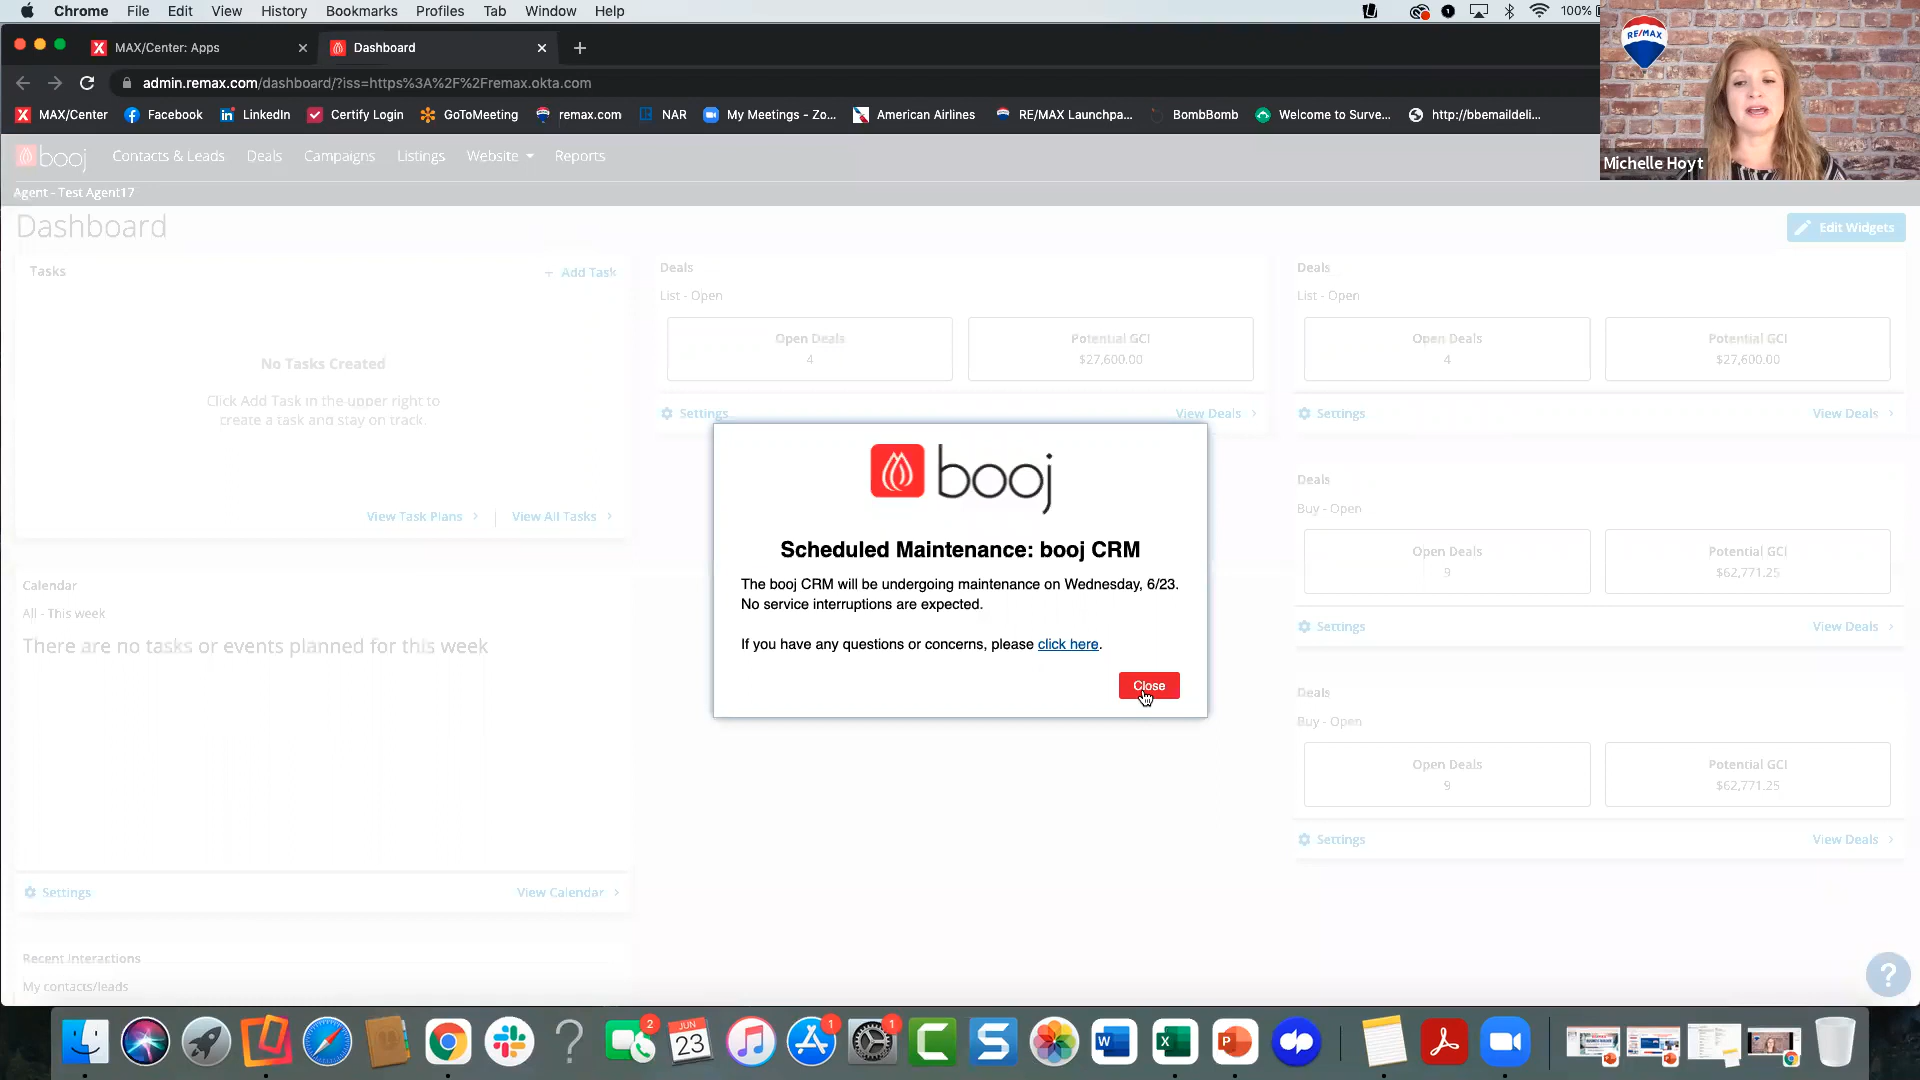 Chrome File Edit View History Bookmarks Profiles Tab Window Help
1 100%
MAX/Center: Apps
Dashboard
admin.remax.com/dashboard/?iss=https%3A%2F%2Fremax.okta.com
MAX/Center Facebook LinkedIn Certify Login GoToMeeting remax.com NAR My Meetings - Zo... American Airlines RE/MAX Launchpa... BombBomb Welcome to Surve... http://bbemaildeli...
RE/MAX
Michelle Hoyt
booj Contacts & Leads Deals Campaigns Listings Website Reports
Agent - Test Agent17
Dashboard
Edit Widgets
Tasks
Add Task
No Tasks Created
Click Add Task in the upper right to
create a task and stay on track.
View Task Plans
View All Tasks
Calendar
All - This week
There are no tasks or events planned for this week
Settings
View Calendar
Recent Interactions
My contacts/leads
Deals
List - Open
Open Deals
4
Potential GCI
$27,600.00
Settings
View Deals
booj
Scheduled Maintenance: booj CRM
The booj CRM will be undergoing maintenance on Wednesday, 6/23.
No service interruptions are expected.
If you have any questions or concerns, please click here.
Close
Deals
List - Open
Open Deals
4
Potential GCI
$27,600.00
Settings
View Deals
Deals
Buy - Open
Open Deals
9
Potential GCI
$62,771.25
Settings
View Deals
Deals
Buy - Open
Open Deals
9
Potential GCI
$62,771.25
Settings
View Deals
?
2
JUN
23
1
1
C
S
W
X
P